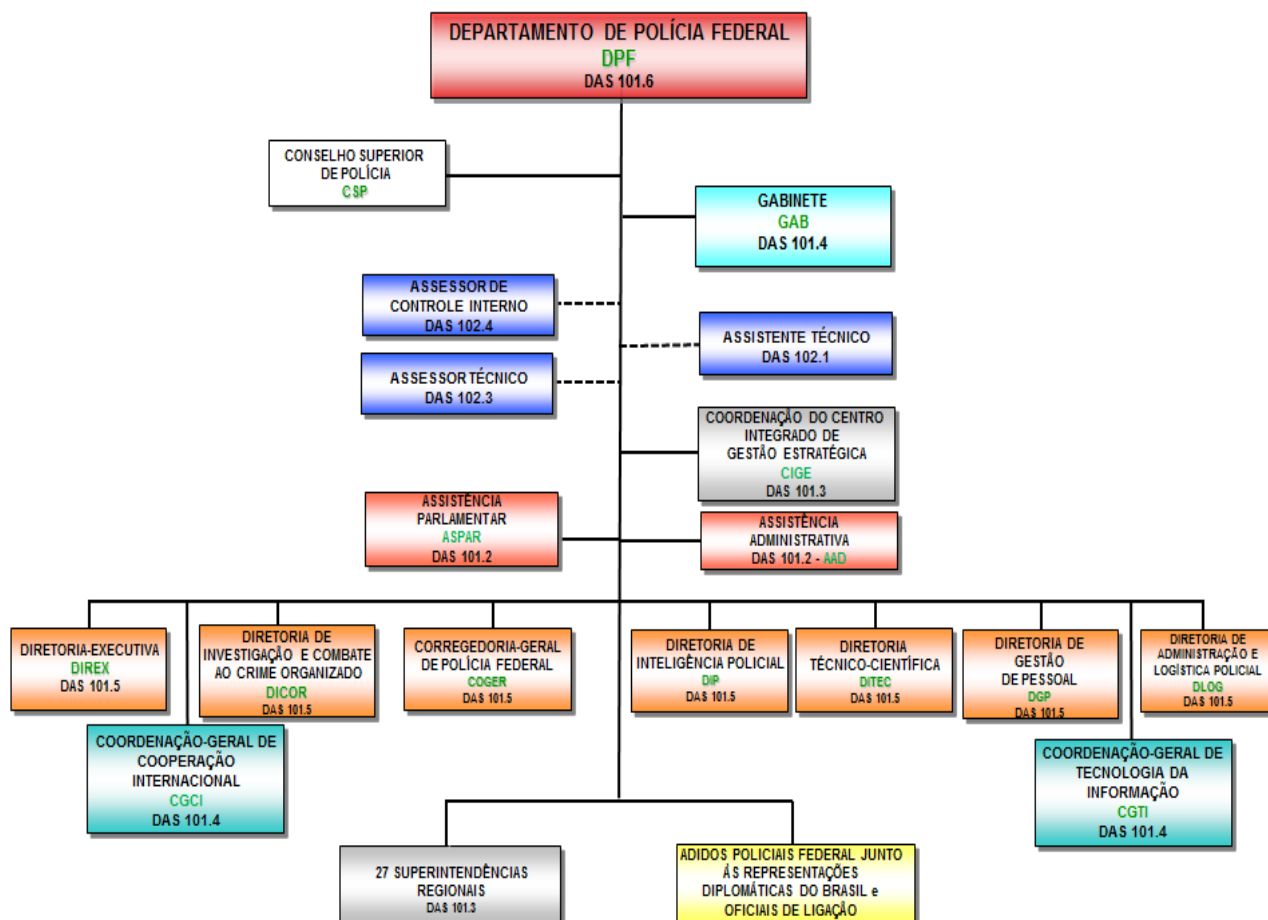 DEPARTAMENTO DE POLÍCIA FEDERAL
DPF
DAS 101.6
CONSELHO SUPERIOR
DE POLÍCIA
CSP
GABINETE
GAB
DAS 101.4
ASSESSOR DE
CONTROLE INTERNO
DAS 102.4
ASSISTENTE TÉCNICO
DAS 102.1
ASSESSOR TÉCNICO
DAS 102.3
COORDENAÇÃO DO CENTRO
INTEGRADO DE
GESTÃO ESTRATÉGICA
CIGE
DAS 101.3
ASSISTÊNCIA
PARLAMENTAR
ASPAR
DAS 101.2
ASSISTÊNCIA
ADMINISTRATIVA
DAS 101.2 - AAD
DIRETORIA-EXECUTIVA
DIREX
DAS 101.5
DIRETORIA DE
INVESTIGAÇÃO E COMBATE
AO CRIME ORGANIZADO
DICOR
DAS 101.5
CORREGEDORIA-GERAL
DE POLÍCIA FEDERAL
COGER
DAS 101.5
DIRETORIA DE
INTELIGÊNCIA POLICIAL
DIP
DAS 101.5
DIRETORIA
TÉCNICO-CIENTÍFICA
DITEC
DAS 101.5
DIRETORIA DE
GESTÃO
DE PESSOAL
DGP
DAS 101.5
DIRETORIA DE
ADMINISTRAÇÃO E
LOGÍSTICA POLICIAL
DLOG
DAS 101.5
COORDENAÇÃO-GERAL DE
COOPERAÇÃO
INTERNACIONAL
CGCI
DAS 101.4
COORDENAÇÃO-GERAL DE
TECNOLOGIA DA
INFORMAÇÃO
CGTI
DAS 101.4
27 SUPERINTENDÊNCIAS
REGIONAIS
DAS 101.3
ADIDOS POLICIAIS FEDERAL JUNTO
ÁS REPRESENTAÇÕES
DIPLOMÁTICAS DO BRASIL e
OFICIAIS DE LIGAÇÃO